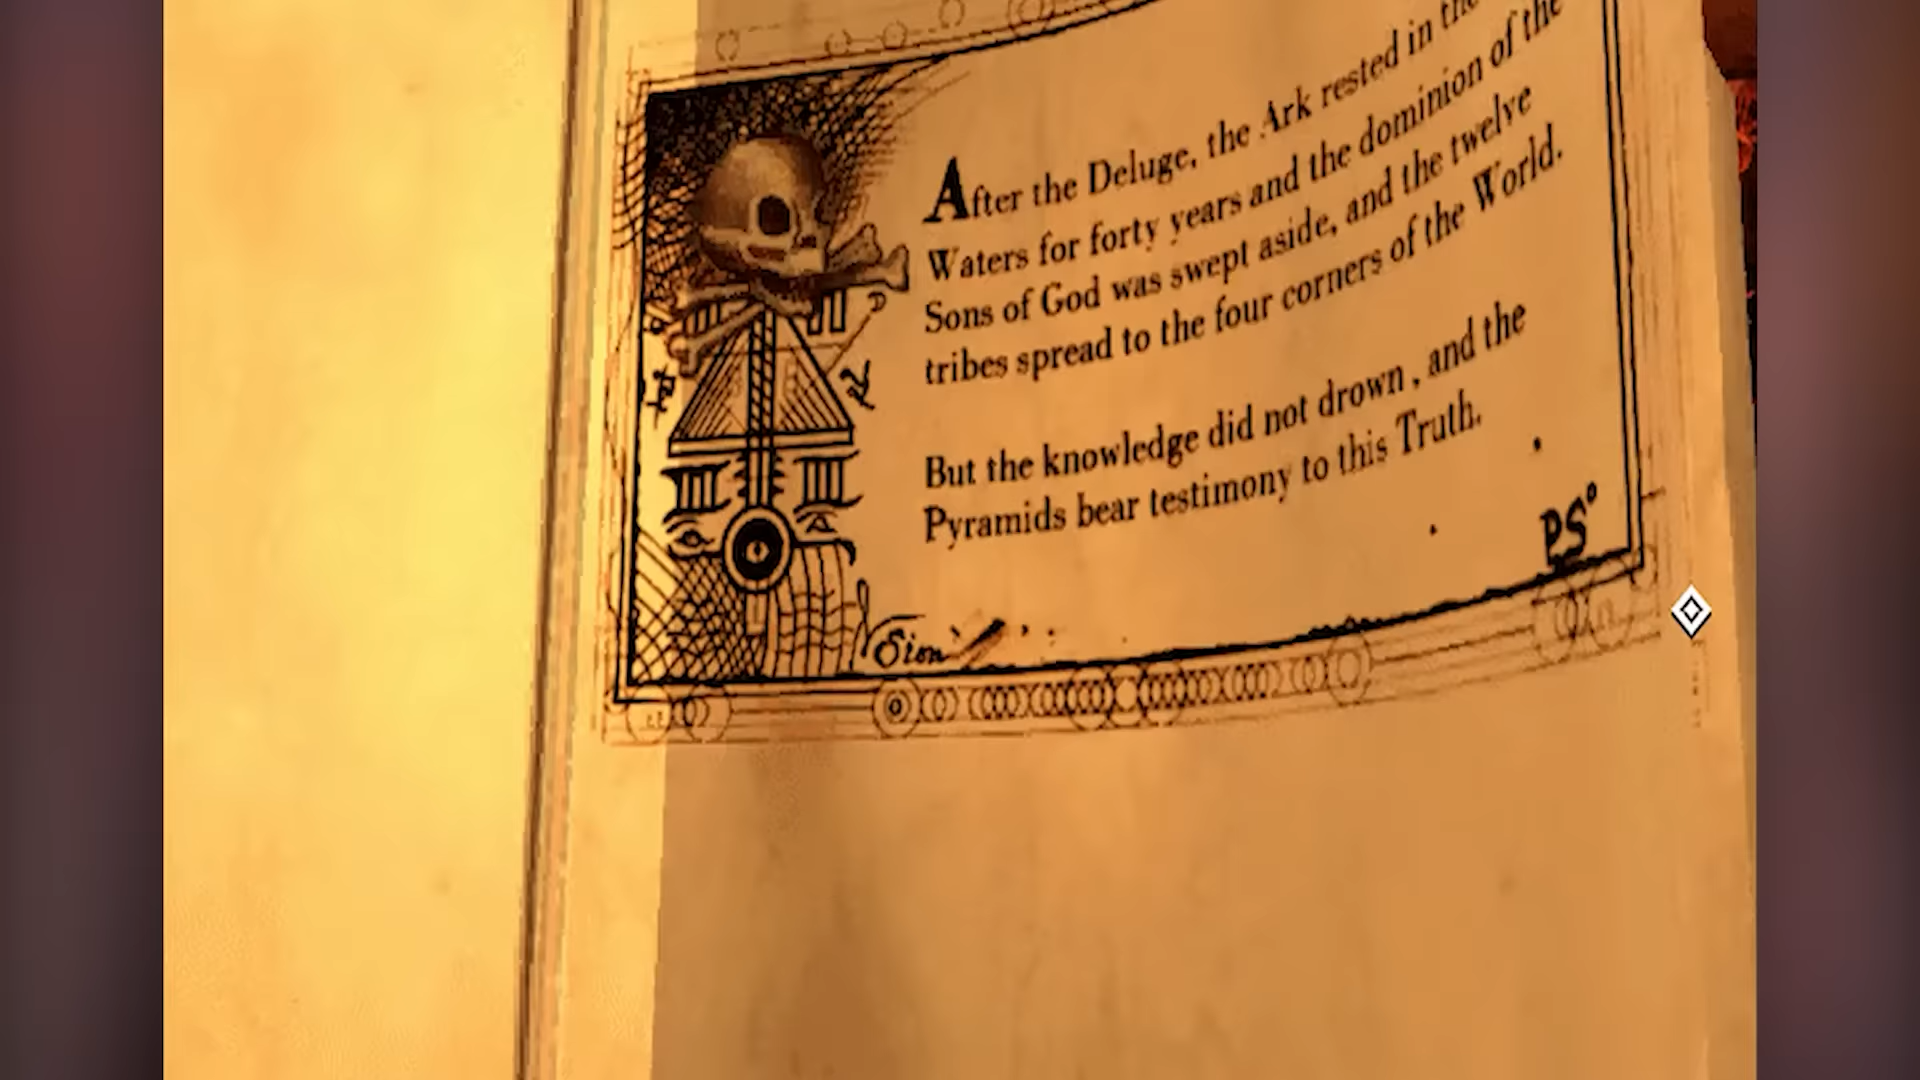 After the Deluge, the Ark rested in the
Waters for forty years and the dominion of the
Sons of God was swept aside, and the twelve
tribes spread to the four corners of the World.
But the knowledge did not drown, and the
Pyramids bear testimony to this Truth.
PS°
Sion